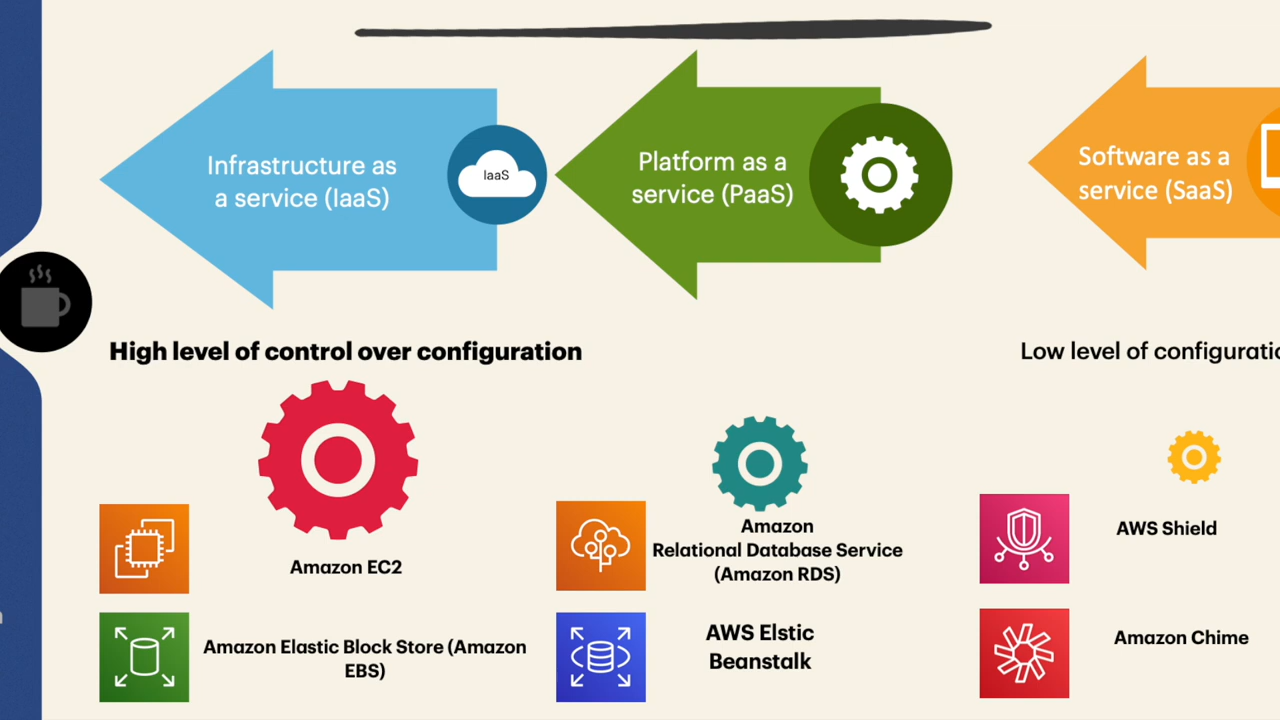 Infrastructure as
a service (IaaS)
IaaS
Platform as a
service (PaaS)
Software as a
service (SaaS)
High level of control over configuration
Low level of
Amazon EC2
Amazon
Relational Database Service
(Amazon RDS)
AWS Shield
Amazon Elastic Block Store (Amazon
EBS)
AWS Elstic
Beanstalk
Amazon Chime